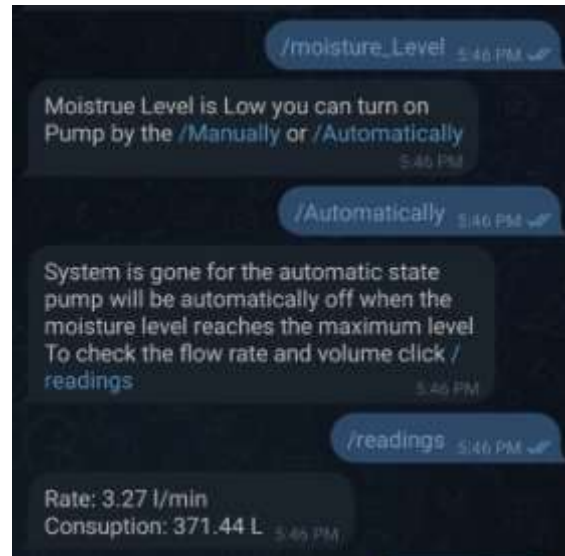 /moisture_Level 5:46 PM
Moistrue Level is Low you can turn on
Pump by the /Manually or /Automatically
5:46 PM
/Automatically 5:46 PM
System is gone for the automatic state
pump will be automatically off when the
moisture level reaches the maximum level
To check the flow rate and volume click /
readings 5:46 PM
/readings 5:46 PM
Rate: 3.27 l/min
Consuption: 371.44 L 5:46 PM